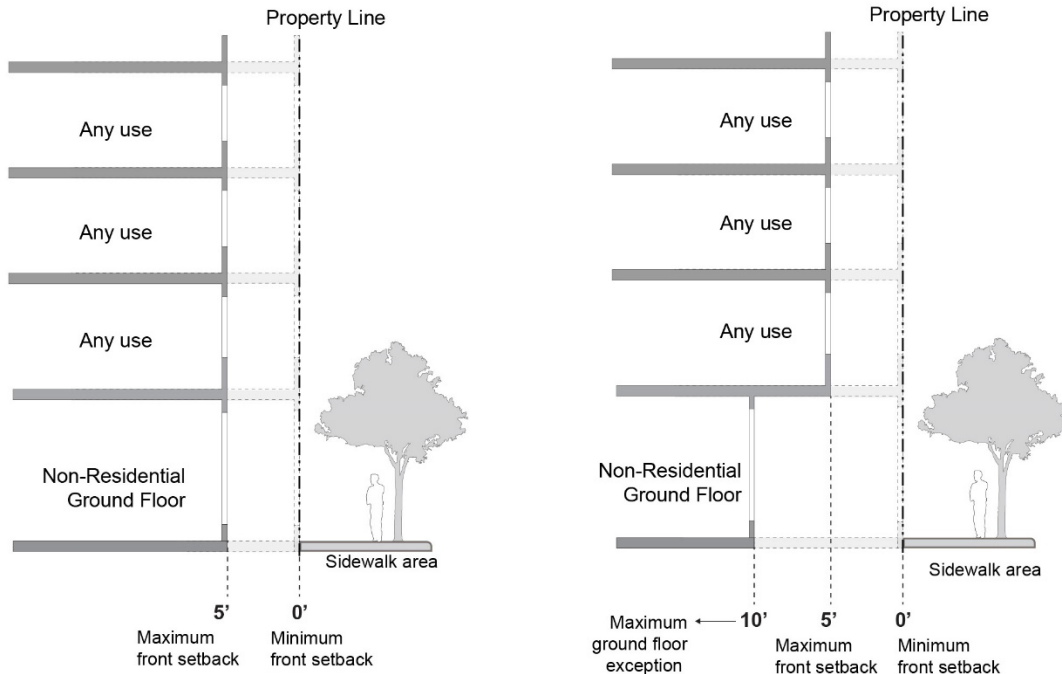 Property Line
Any use
Any use
Any use
Non-Residential
Ground Floor
Sidewalk area
5’
0’
Maximum
front setback
Minimum
front setback
Property Line
Any use
Any use
Any use
Non-Residential
Ground Floor
Sidewalk area
10’
5’
0’
Maximum
ground floor
exception
Maximum
front setback
Minimum
front setback